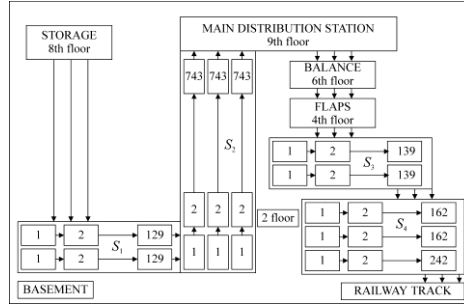 MAIN DISTRIBUTION STATION
9th floor
STORAGE
8th floor
BALANCE
6th floor
743 743 743
FLAPS
4th floor
S2
1 2 139
S3
1 2 139
2 2 2
2 floor
1 2 162
S4
1 2 162
1 2 129
S1
1 2 129
1 1 1
1 2 242
BASEMENT
RAILWAY TRACK